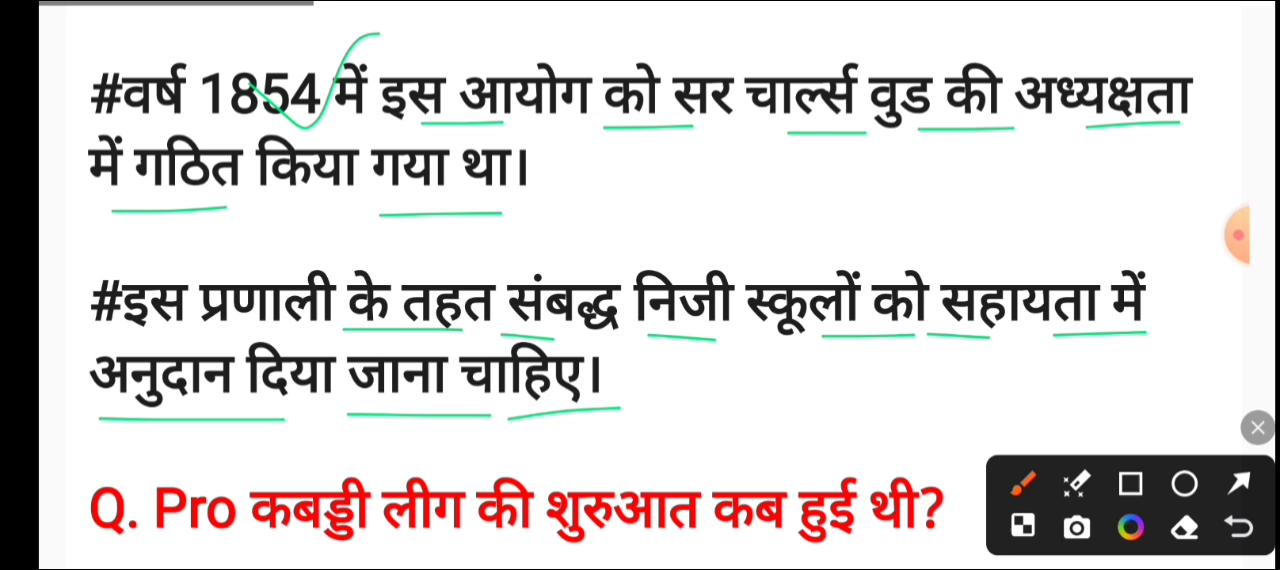 #वर्ष 1854 में इस आयोग को सर चार्ल्स वुड की अध्यक्षता
में गठित किया गया था।
#इस प्रणाली के तहत संबद्ध निजी स्कूलों को सहायता में
अनुदान दिया जाना चाहिए।
Q. Pro कबड्डी लीग की शुरुआत कब हुई थी?